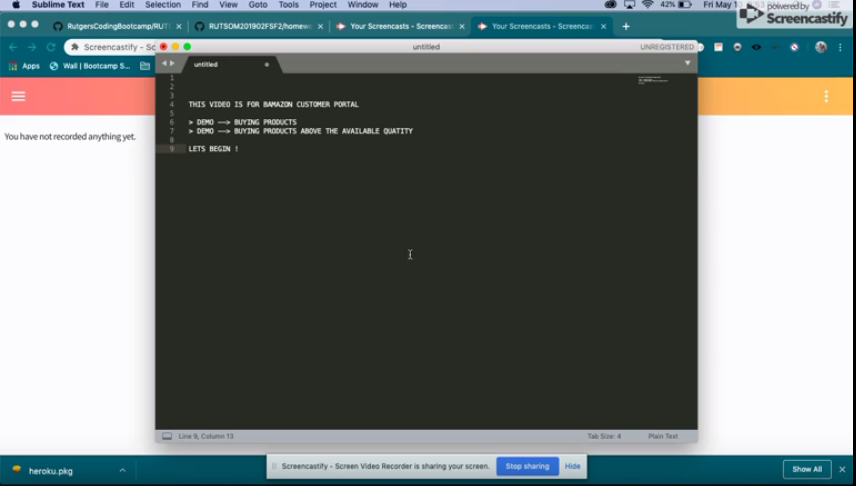 Sublime Text File Edit Selection Find View Goto Tools Project Window Help 42% Fri May
powered by
Screencastify
RutgersCodingBootcamp/RUT
RUTSOM201902FSF2/homew
Your Screencasts - Screencast
Your Screencasts - Screencas
Screencastify - Sc
untitled
UNREGISTERED
Apps
Wall | Bootcamp S...
untitled
You have not recorded anything yet.
1
2
3
4 THIS VIDEO IS FOR BAMAZON CUSTOMER PORTAL
5
6 > DEMO ——> BUYING PRODUCTS
7 > DEMO ——> BUYING PRODUCTS ABOVE THE AVAILABLE QUATITY
8
9 LETS BEGIN !
Line 9, Column 13
Tab Size: 4
Plain Text
heroku.pkg
Screencastify - Screen Video Recorder is sharing your screen.
Stop sharing
Hide
Show All